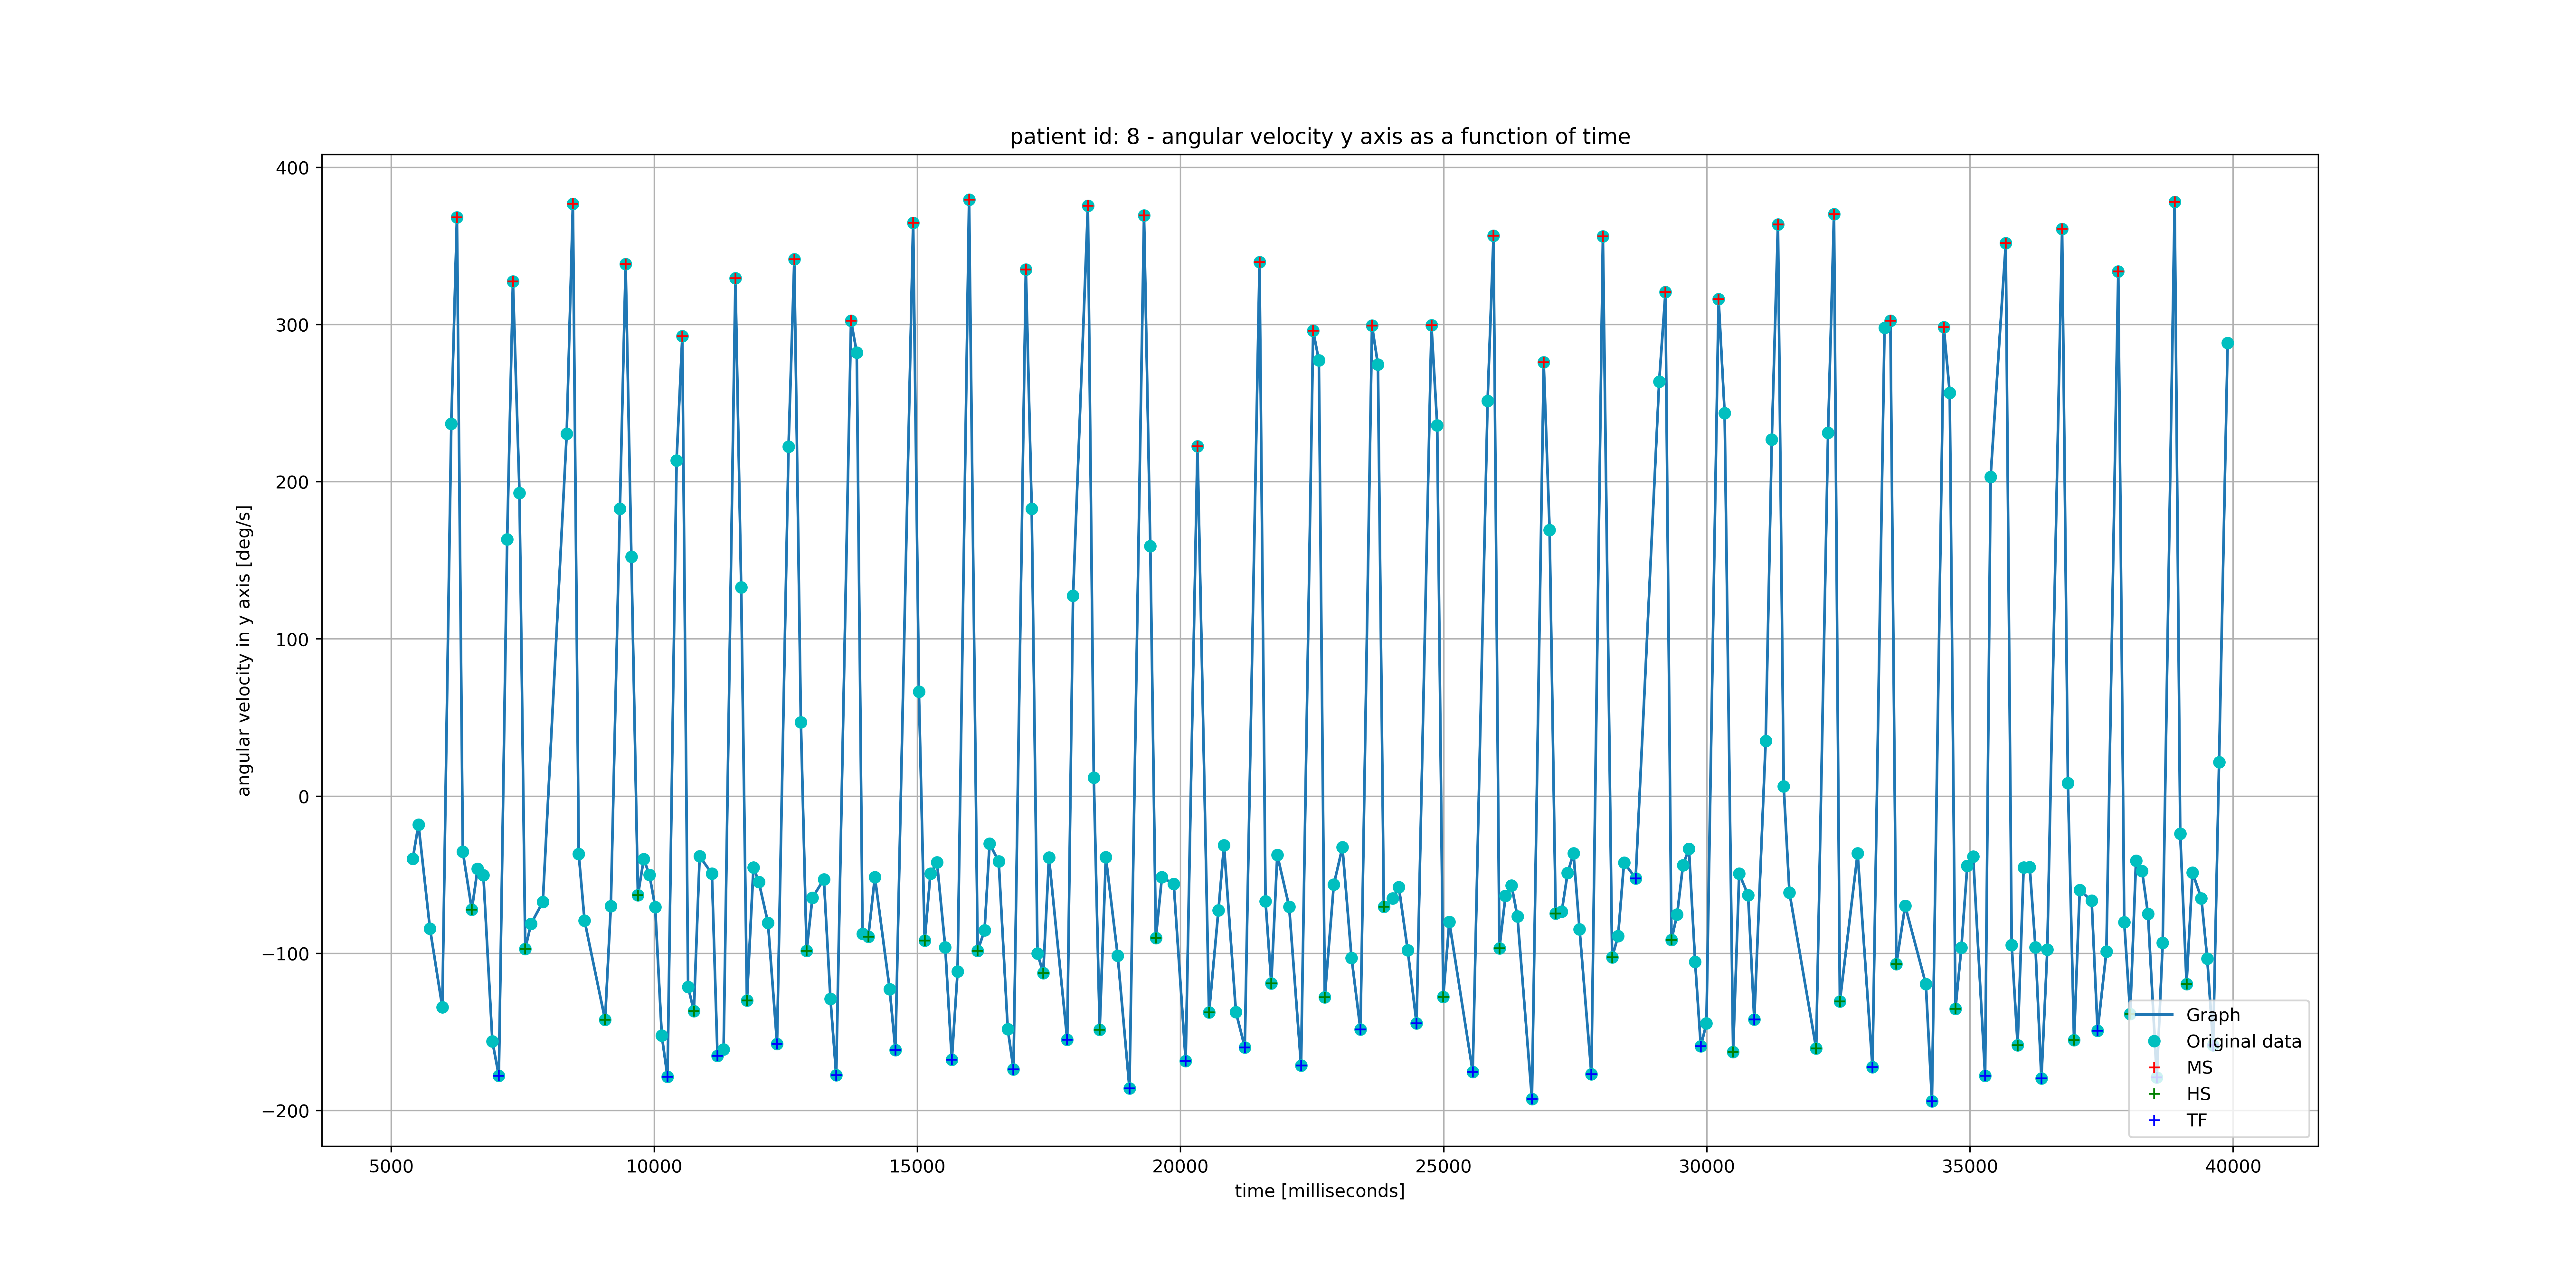 patient id: 8 - angular velocity y axis as a function of time
angular velocity in y axis [deg/s]
400
300
200
100
0
−100
−200
5000
10000
15000
20000
25000
30000
35000
40000
time [milliseconds]
Graph
Original data
MS
HS
TF